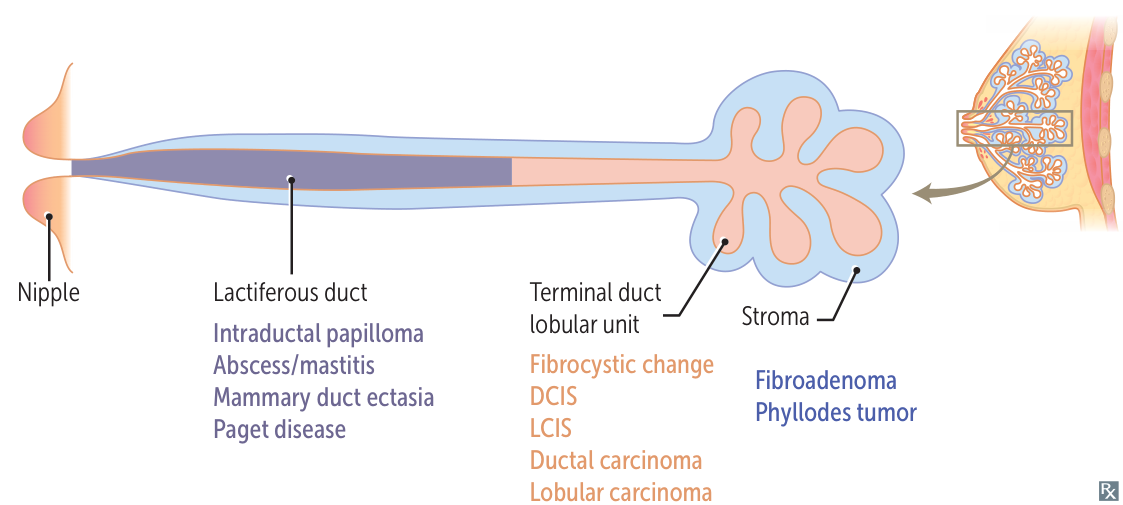 Nipple
Lactiferous duct
Intraductal papilloma
Abscess/mastitis
Mammary duct ectasia
Paget disease
Terminal duct
lobular unit
Fibrocystic change
DCIS
LCIS
Ductal carcinoma
Lobular carcinoma
Stroma
Fibroadenoma
Phyllodes tumor
Rx